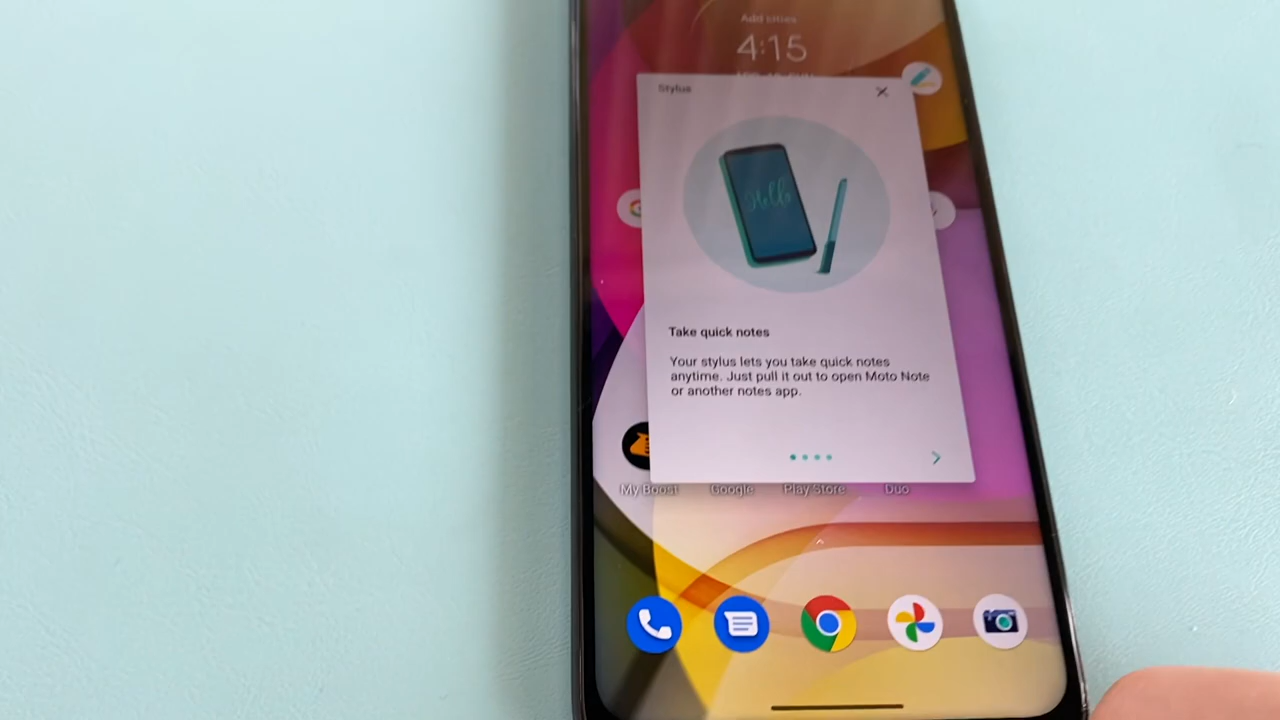 Add cities
4:15
Stylus
Hello
Take quick notes
Your stylus lets you take quick notes
anytime. Just pull it out to open Moto Note
or another notes app.
My Boost Google Play Store Duo